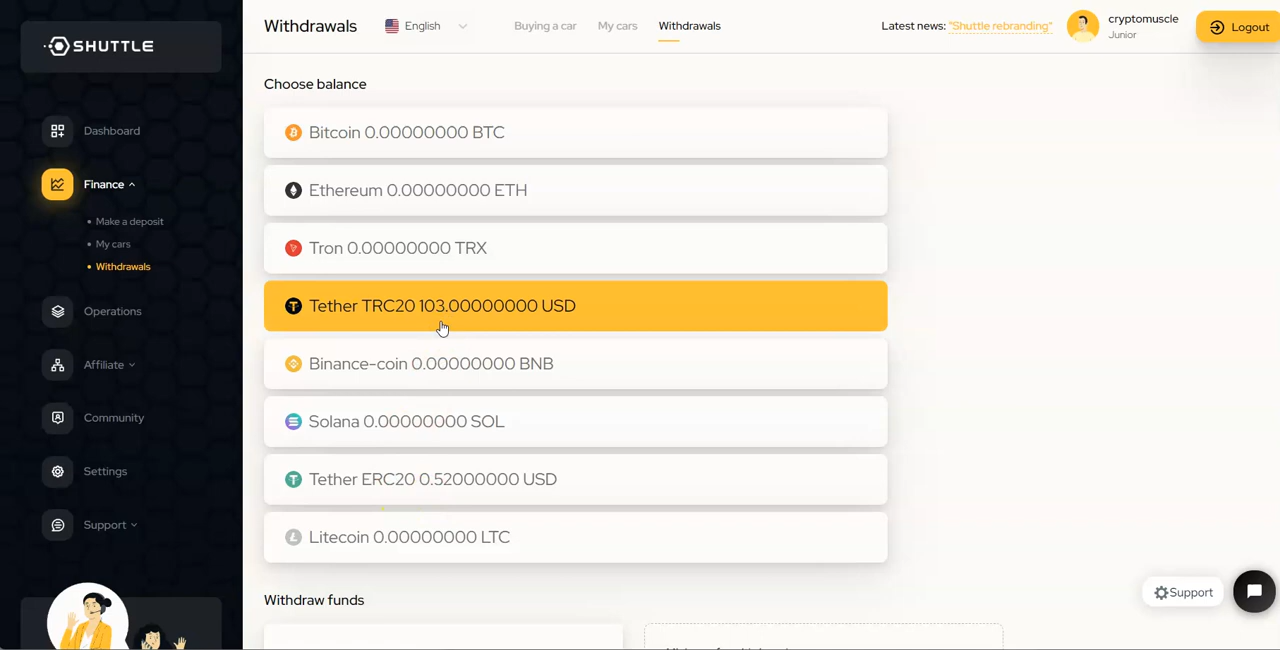 SHUTTLE
Withdrawals
English
Buying a car
My cars
Withdrawals
Latest news: "Shuttle rebranding"
cryptomuscle
Junior
Logout
Dashboard
Finance
Make a deposit
My cars
Withdrawals
Operations
Affiliate
Community
Settings
Support
Choose balance
Bitcoin 0.00000000 BTC
Ethereum 0.00000000 ETH
Tron 0.00000000 TRX
Tether TRC20 103.00000000 USD
Binance-coin 0.00000000 BNB
Solana 0.00000000 SOL
Tether ERC20 0.52000000 USD
Litecoin 0.00000000 LTC
Withdraw funds
Support